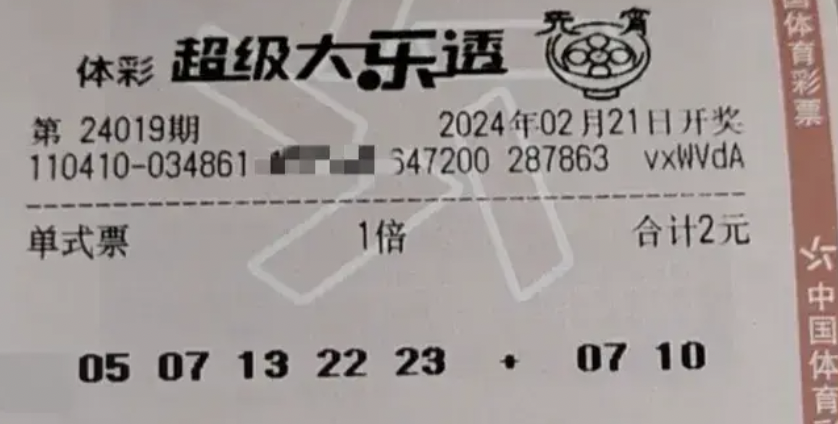 体彩 超级大乐透
元宵
第 24019期 2024年02月21日开奖
110410-034861 647200 287863 vxWVdA
单式票 1倍 合计2元
05 07 13 22 23 + 07 10
国体育彩票
中国体育